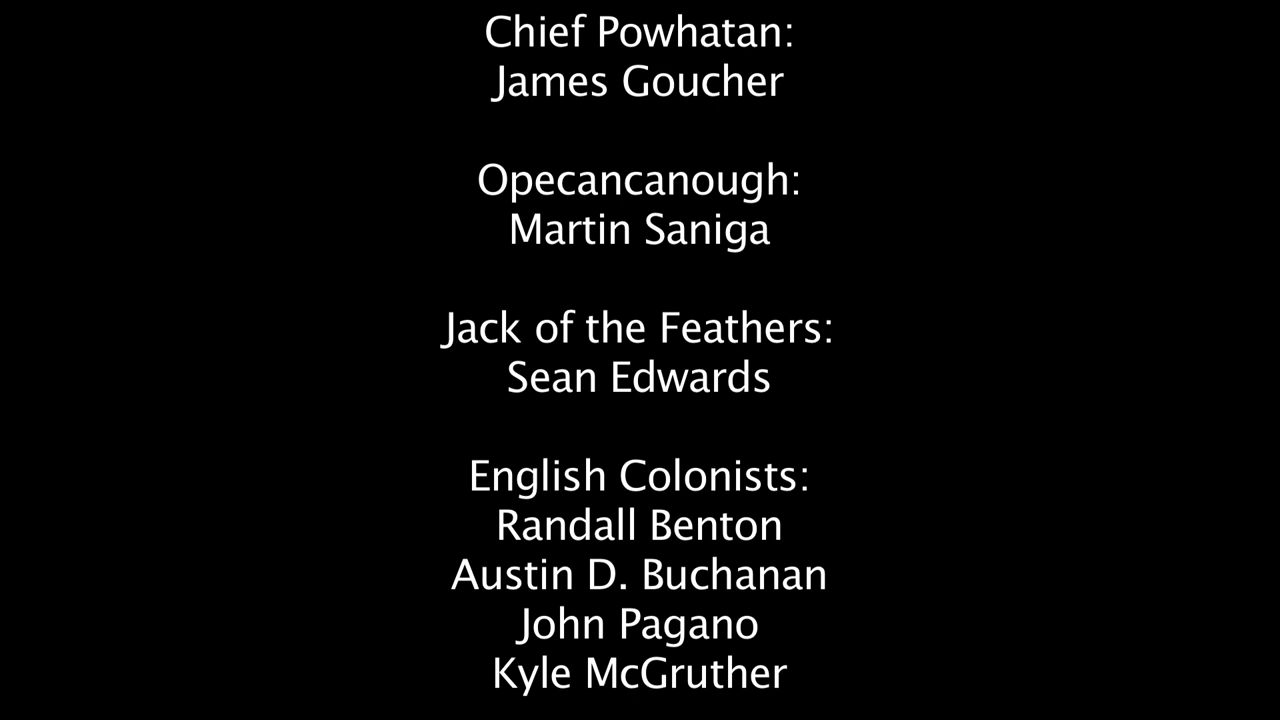 Chief Powhatan:
James Goucher
Opecancanough:
Martin Saniga
Jack of the Feathers:
Sean Edwards
English Colonists:
Randall Benton
Austin D. Buchanan
John Pagano
Kyle McGruther